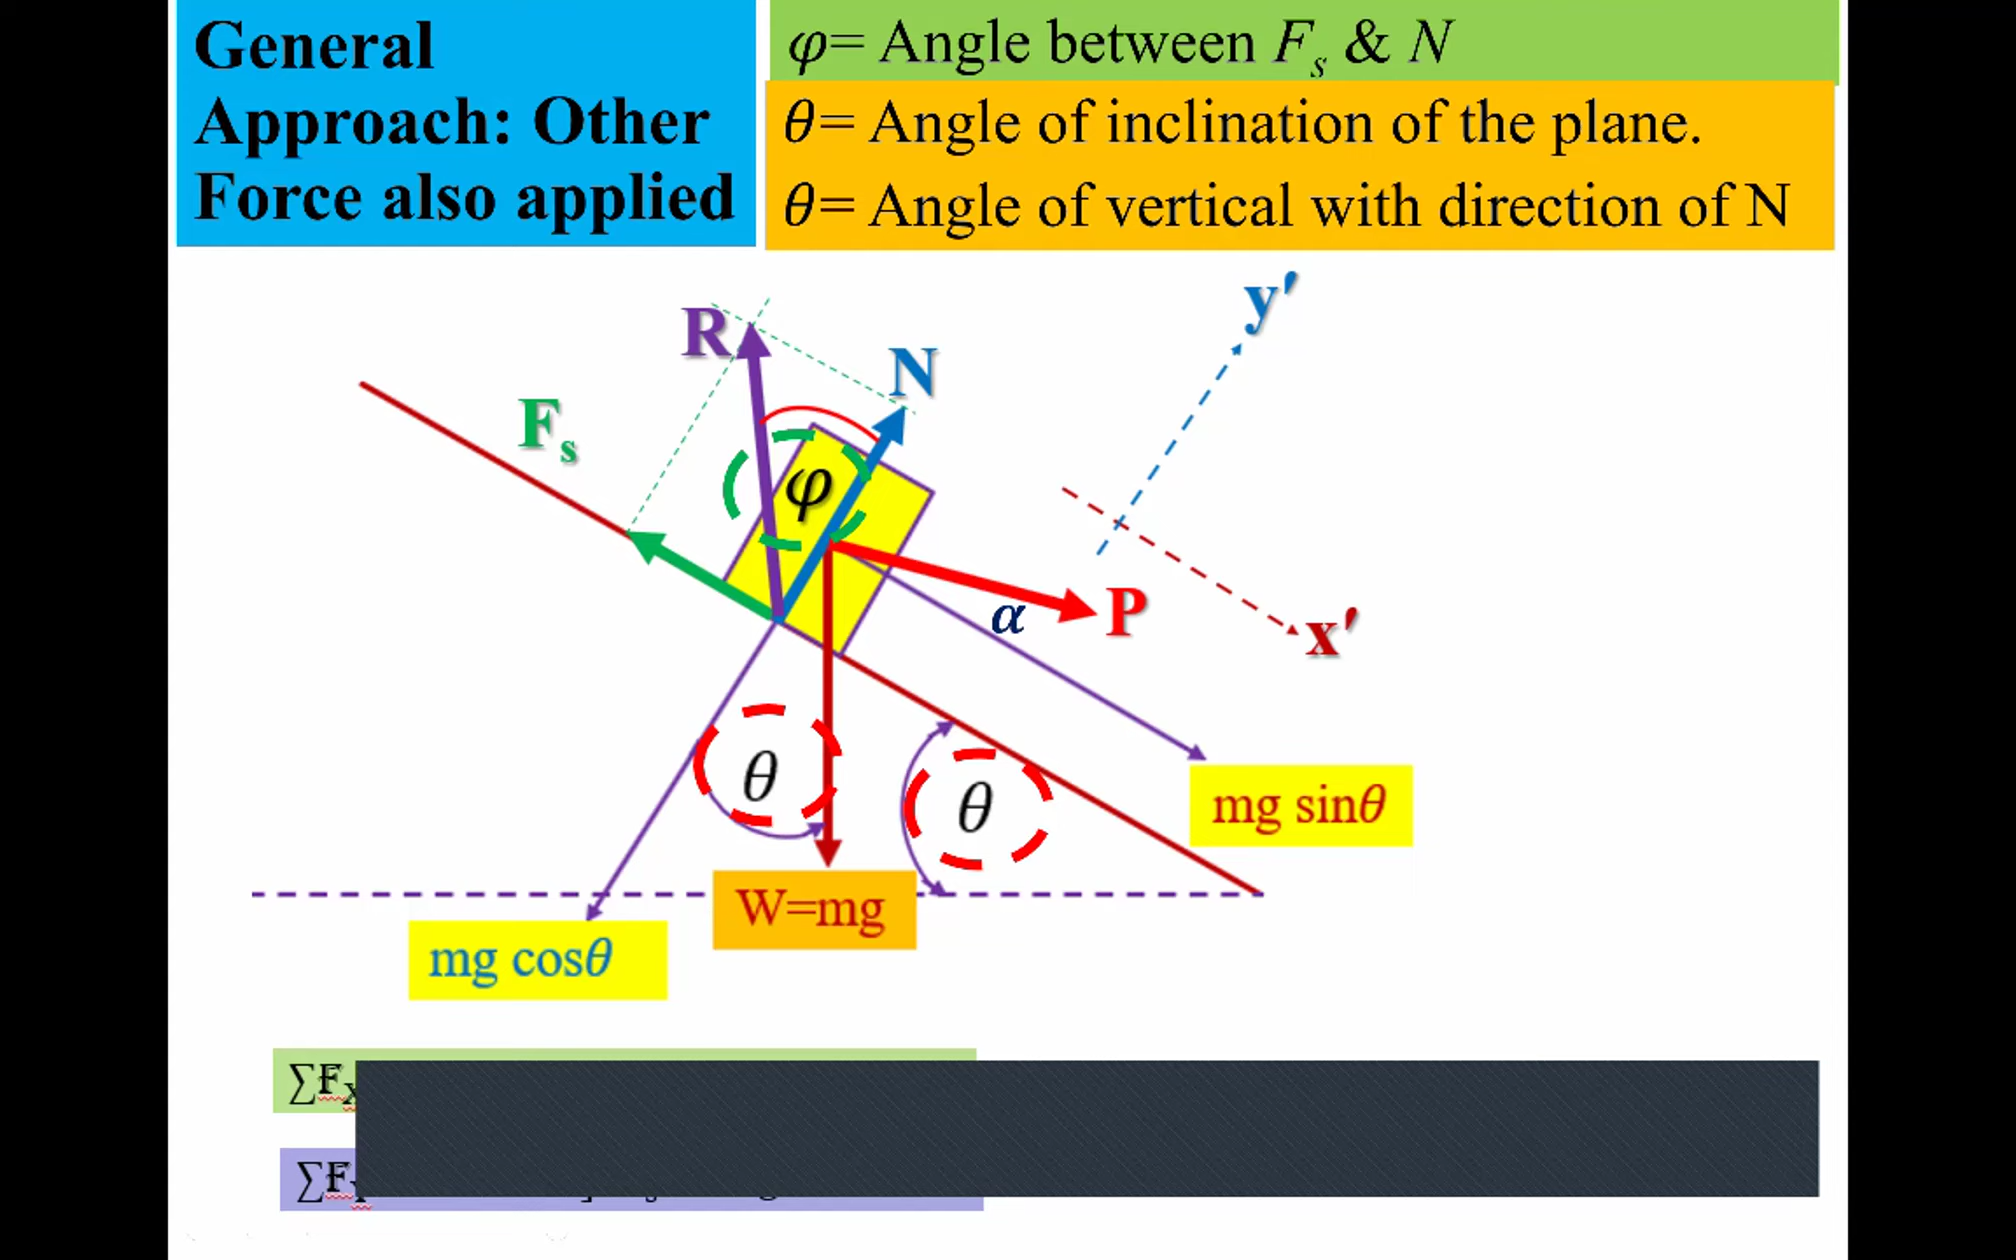 General
Approach: Other
Force also applied
φ= Angle between Fs & N
θ= Angle of inclination of the plane.
θ= Angle of vertical with direction of N
y′
R
N
Fs
φ
P
α
x′
θ
θ
mg sinθ
W=mg
mg cosθ
∑Fx
∑F